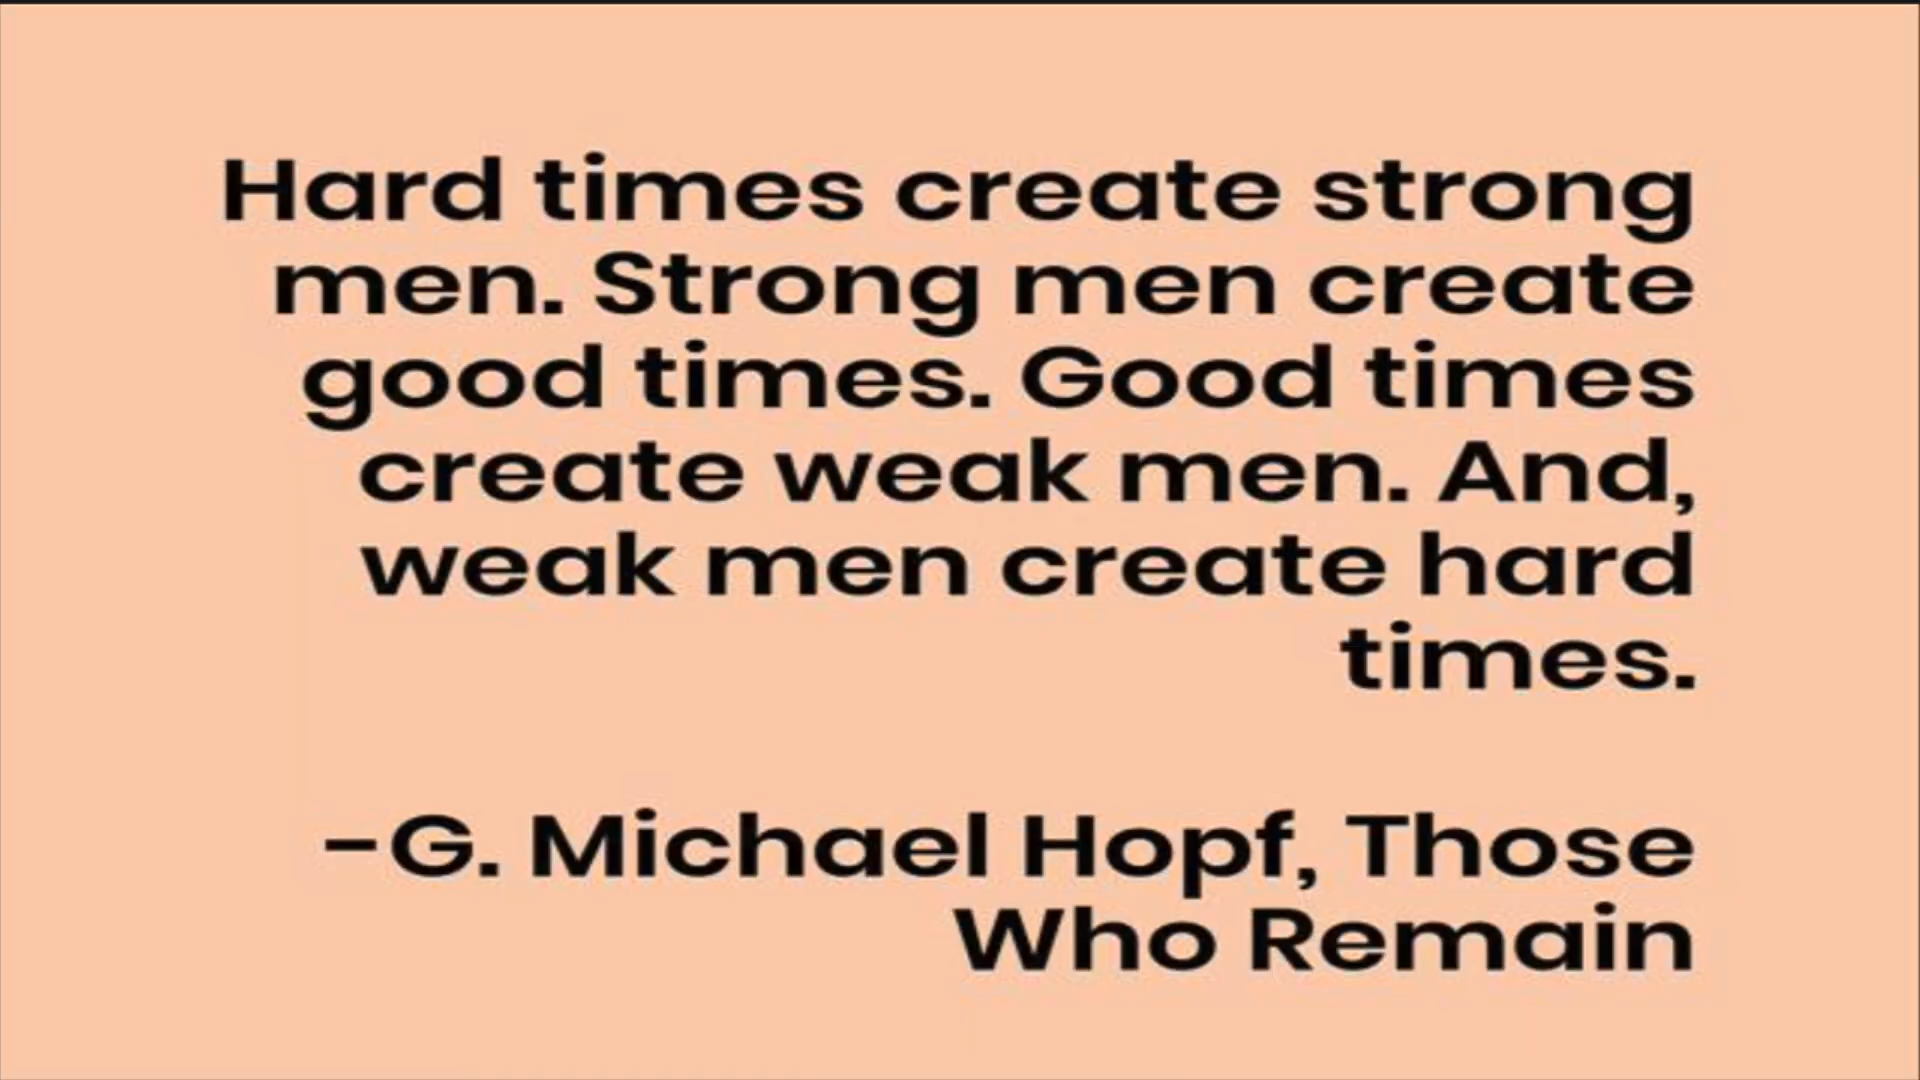 Hard times create strong
men. Strong men create
good times. Good times
create weak men. And,
weak men create hard
times.
–G. Michael Hopf, Those
Who Remain